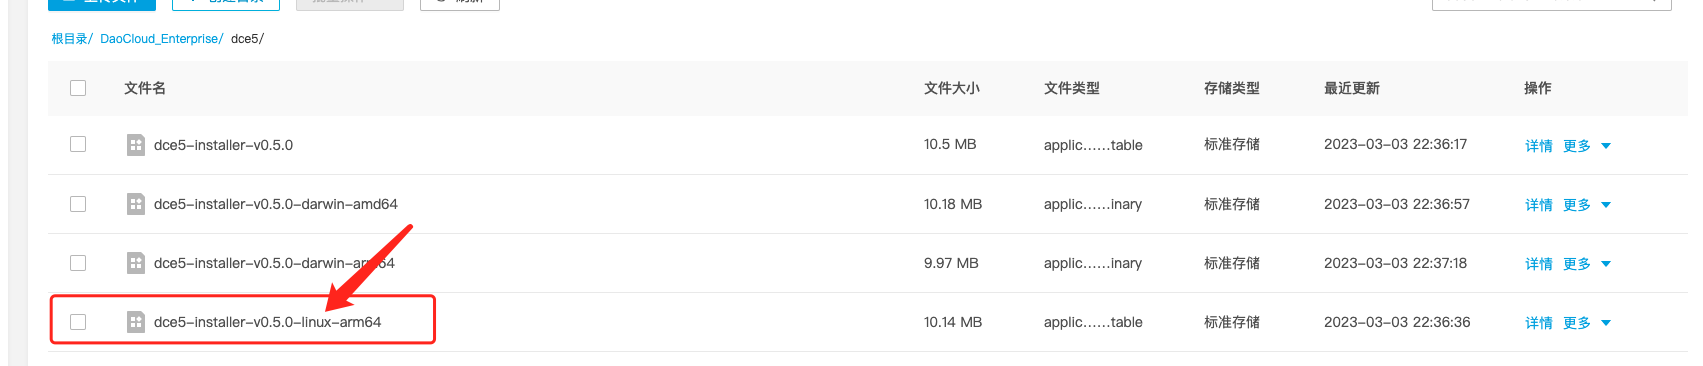 根目录/ DaoCloud_Enterprise/ dce5/
文件名 文件大小 文件类型 存储类型 最近更新 操作
dce5-installer-v0.5.0 10.5 MB applic......table 标准存储 2023-03-03 22:36:17 详情 更多
dce5-installer-v0.5.0-darwin-amd64 10.18 MB applic......inary 标准存储 2023-03-03 22:36:57 详情 更多
dce5-installer-v0.5.0-darwin-arm64 9.97 MB applic......inary 标准存储 2023-03-03 22:37:18 详情 更多
dce5-installer-v0.5.0-linux-arm64 10.14 MB applic......table 标准存储 2023-03-03 22:36:36 详情 更多